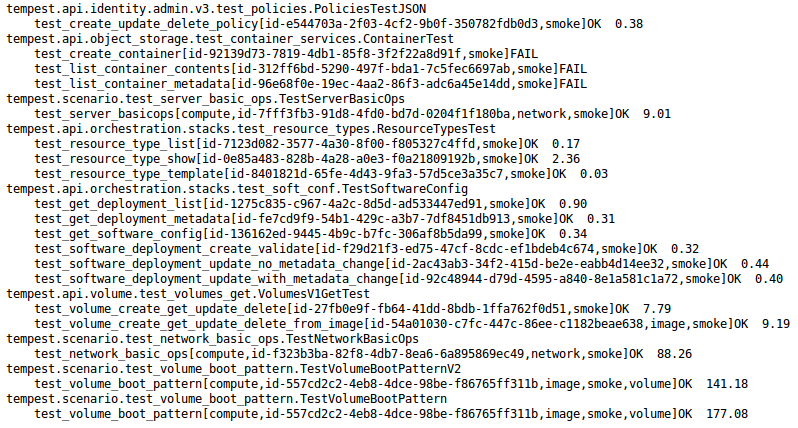 tempest.api.identity.admin.v3.test_policies.PoliciesTestJSON
test_create_update_delete_policy[id-e544703a-2f03-4cf2-9b0f-350782fdb0d3,smoke]OK  0.38
tempest.api.object_storage.test_container_services.ContainerTest
test_create_container[id-92139d73-7819-4db1-85f8-3f2f22a8d91f,smoke]FAIL
test_list_container_contents[id-312ff6bd-5290-497f-bda1-7c5fec6697ab,smoke]FAIL
test_list_container_metadata[id-96e68f0e-19ec-4aa2-86f3-adc6a45e14dd,smoke]FAIL
tempest.scenario.test_server_basic_ops.TestServerBasicOps
test_server_basicops[compute,id-7fff3fb3-91d8-4fd0-bd7d-0204f1f180ba,network,smoke]OK  9.01
tempest.api.orchestration.stacks.test_resource_types.ResourceTypesTest
test_resource_type_list[id-7123d082-3577-4a30-8f00-f805327c4ffd,smoke]OK  0.17
test_resource_type_show[id-0e85a483-828b-4a28-a0e3-f0a21809192b,smoke]OK  2.36
test_resource_type_template[id-8401821d-65fe-4d43-9fa3-57d5ce3a35c7,smoke]OK  0.03
tempest.api.orchestration.stacks.test_soft_conf.TestSoftwareConfig
test_get_deployment_list[id-1275c835-c967-4a2c-8d5d-ad533447ed91,smoke]OK  0.90
test_get_deployment_metadata[id-fe7cd9f9-54b1-429c-a3b7-7df8451db913,smoke]OK  0.31
test_get_software_config[id-136162ed-9445-4b9c-b7fc-306af8b5da99,smoke]OK  0.34
test_software_deployment_create_validate[id-f29d21f3-ed75-47cf-8cdc-ef1bdeb4c674,smoke]OK  0.32
test_software_deployment_update_no_metadata_change[id-2ac43ab3-34f2-415d-be2e-eabb4d14ee32,smoke]OK  0.44
test_software_deployment_update_with_metadata_change[id-92c48944-d79d-4595-a840-8e1a581c1a72,smoke]OK  0.40
tempest.api.volume.test_volumes_get.VolumesV1GetTest
test_volume_create_get_update_delete[id-27fb0e9f-fb64-41dd-8bdb-1ffa762f0d51,smoke]OK  7.79
test_volume_create_get_update_delete_from_image[id-54a01030-c7fc-447c-86ee-c1182beae638,image,smoke]OK  9.19
tempest.scenario.test_network_basic_ops.TestNetworkBasicOps
test_network_basic_ops[compute,id-f323b3ba-82f8-4db7-8ea6-6a895869ec49,network,smoke]OK  88.26
tempest.scenario.test_volume_boot_pattern.TestVolumeBootPatternV2
test_volume_boot_pattern[compute,id-557cd2c2-4eb8-4dce-98be-f86765ff311b,image,smoke,volume]OK  141.18
tempest.scenario.test_volume_boot_pattern.TestVolumeBootPattern
test_volume_boot_pattern[compute,id-557cd2c2-4eb8-4dce-98be-f86765ff311b,image,smoke,volume]OK  177.08